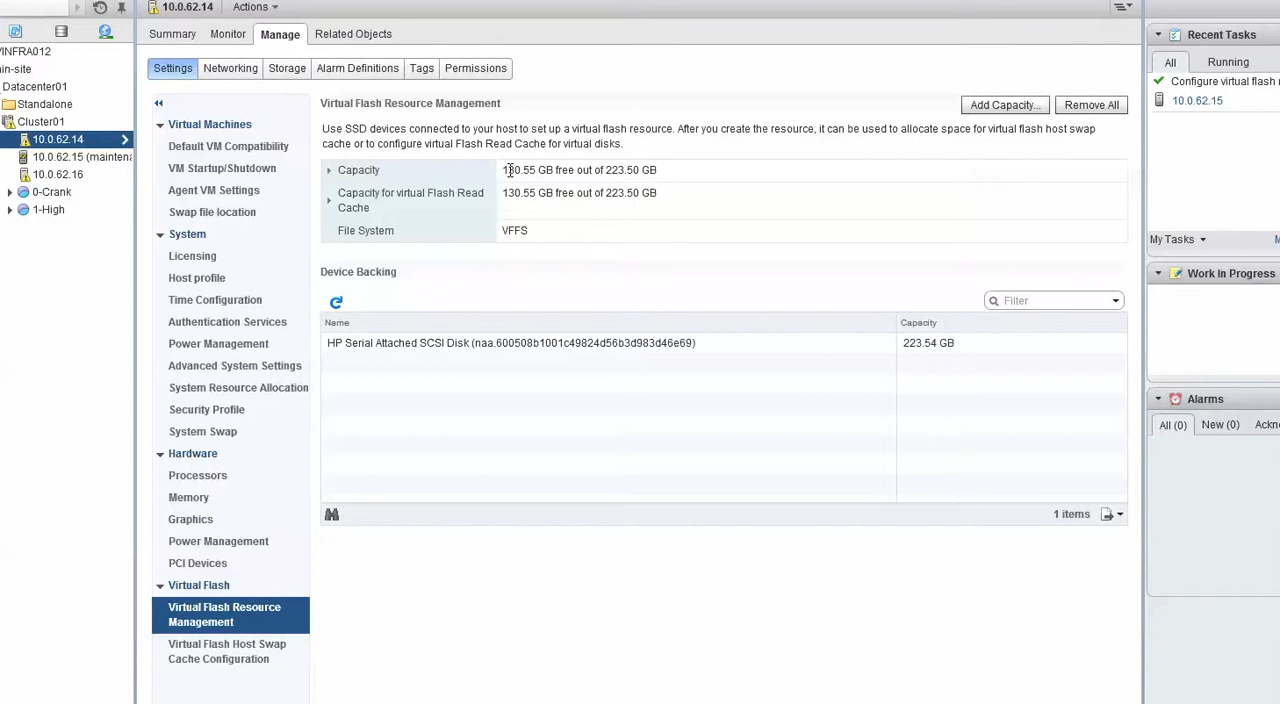 10.0.62.14 Actions
VINFRA012
in-site
Datacenter01
Standalone
Cluster01
10.0.62.14
10.0.62.15 (mainten
10.0.62.16
0-Crank
1-High
Summary Monitor Manage Related Objects
Settings Networking Storage Alarm Definitions Tags Permissions
Virtual Machines
Default VM Compatibility
VM Startup/Shutdown
Agent VM Settings
Swap file location
System
Licensing
Host profile
Time Configuration
Authentication Services
Power Management
Advanced System Settings
System Resource Allocation
Security Profile
System Swap
Hardware
Processors
Memory
Graphics
Power Management
PCI Devices
Virtual Flash
Virtual Flash Resource
Management
Virtual Flash Host Swap
Cache Configuration
Virtual Flash Resource Management
Add Capacity... Remove All
Use SSD devices connected to your host to set up a virtual flash resource. After you create the resource, it can be used to allocate space for virtual flash host swap
cache or to configure virtual Flash Read Cache for virtual disks.
Capacity 130.55 GB free out of 223.50 GB
Capacity for virtual Flash Read 130.55 GB free out of 223.50 GB
Cache
File System VFFS
Device Backing
Filter
Name Capacity
HP Serial Attached SCSI Disk (naa.600508b1001c49824d56b3d983d46e69) 223.54 GB
1 items
Recent Tasks
All Running
Configure virtual flash r
10.0.62.15
My Tasks M
Work In Progress
Alarms
All (0) New (0) Ackn